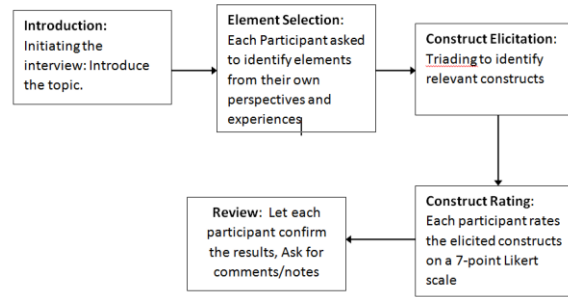 Introduction:
Initiating the
interview: Introduce
the topic.
Element Selection:
Each Participant asked
to identify elements
from their own
perspectives and
experiences
Construct Elicitation:
Triading to identify
relevant constructs
Construct Rating:
Each participant rates
the elicited constructs
on a 7-point Likert
scale
Review: Let each
participant confirm
the results, Ask for
comments/notes